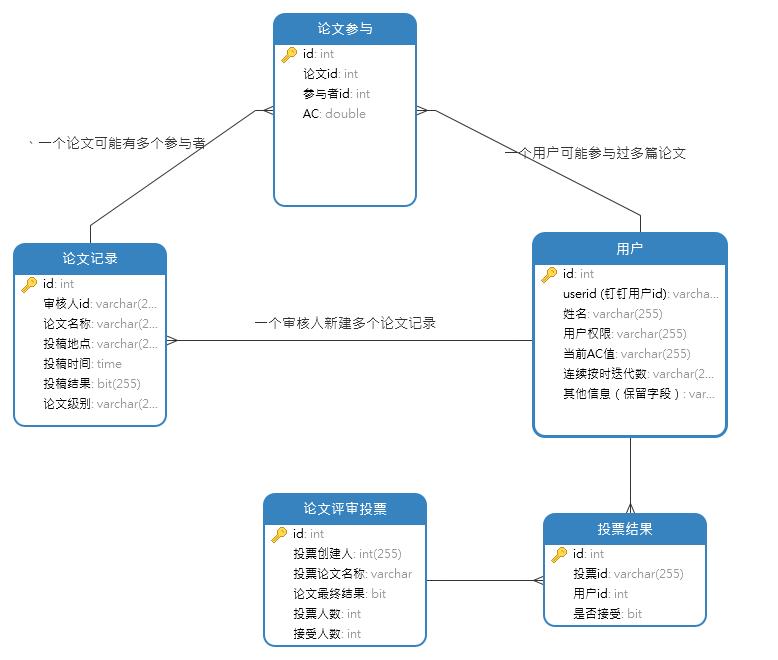 论文参与
id: int
论文id: int
参与者id: int
AC: double
、一个论文可能有多个参与者
一个用户可能参与过多篇论文
论文记录
id: int
审核人id: varchar(2...
论文名称: varchar(2...
投稿地点: varchar(2...
投稿时间: time
投稿结果: bit(255)
论文级别: varchar(2...
一个审核人新建多个论文记录
用户
id: int
userid (钉钉用户id): varcha...
姓名: varchar(255)
用户权限: varchar(255)
当前AC值: varchar(255)
连续按时迭代数: varchar(2...
其他信息（保留字段）: var...
论文评审投票
id: int
投票创建人: int(255)
投票论文名称: varchar
论文最终结果: bit
投票人数: int
接受人数: int
投票结果
id: int
投票id: varchar(255)
用户id: int
是否接受: bit